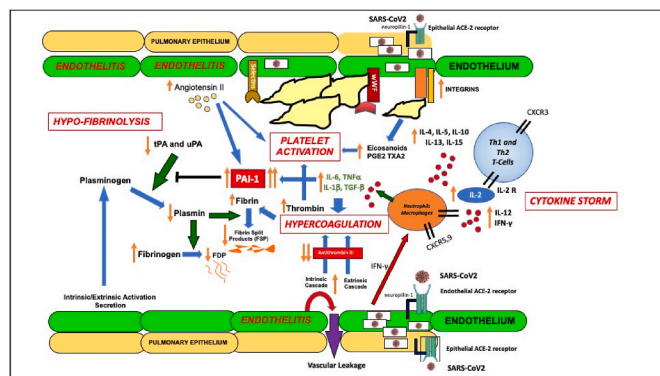 SARS-CoV2
neuropilin-1
Epithelial ACE-2 receptor
PULMONARY EPITHELIUM
ENDOTHELITIS
ENDOTHELITIS
ENDOTHELIUM
Selectin
vWF
INTEGRINS
Angiotensin II
HYPO-FIBRINOLYSIS
PLATELET
ACTIVATION
Eicosanoids
PGE2 TXA2
IL-4, IL-5, IL-10
IL-13, IL-15
CXCR3
Th1 and
Th2
T-Cells
tPA and uPA
PAI-1
IL-6, TNFα
IL-1β, TGF-β
IL-2
IL-2 R
CYTOKINE STORM
Plasminogen
Fibrin
Thrombin
Neutrophils
Macrophages
IL-12
IFN-γ
Plasmin
HYPERCOAGULATION
CXCR5,9
Fibrin Split
Products (FSP)
Fibrinogen
FDP
Antithrombin III
IFN-γ
Intrinsic
Cascade
Extrinsic
Cascade
SARS-CoV2
Endothelial ACE-2 receptor
neuropilin-1
Intrinsic/Extrinsic Activation
Secretion
ENDOTHELITIS
ENDOTHELIUM
PULMONARY EPITHELIUM
Epithelial ACE-2 receptor
Vascular Leakage
SARS-CoV2